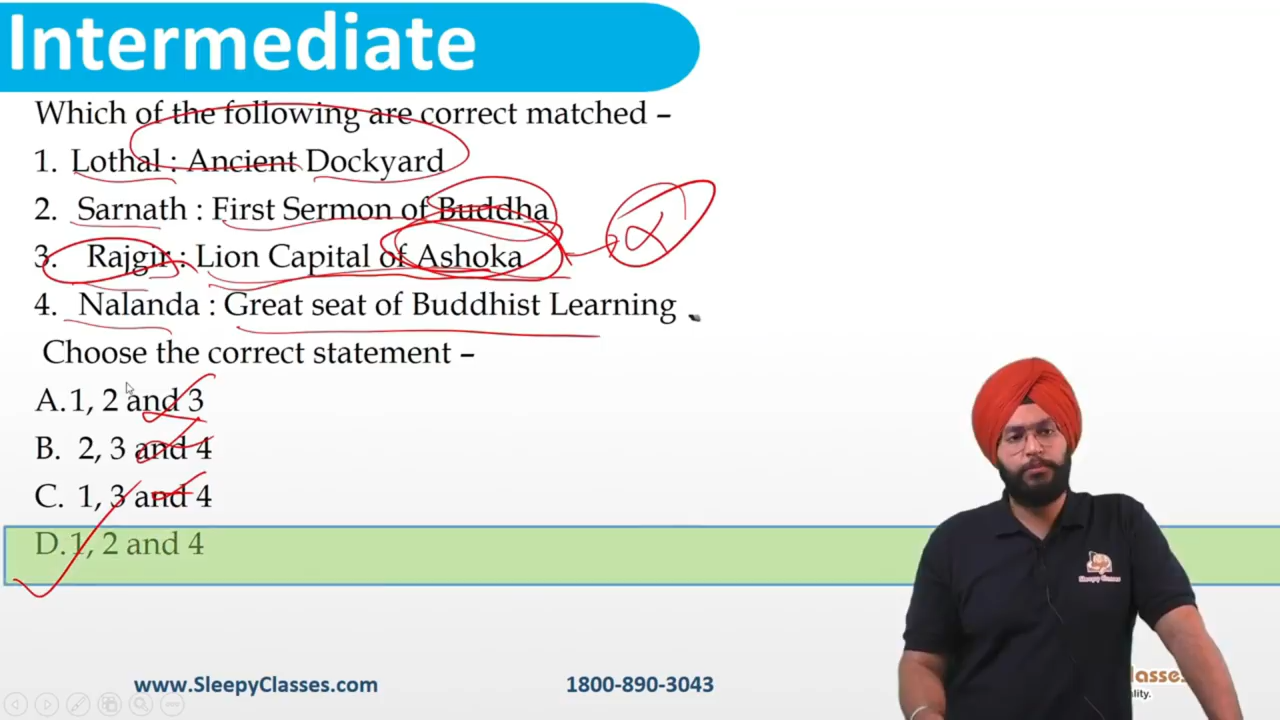 Intermediate
Which of the following are correct matched –
1. Lothal : Ancient Dockyard
2. Sarnath : First Sermon of Buddha
3. Rajgir : Lion Capital of Ashoka
4. Nalanda : Great seat of Buddhist Learning
Choose the correct statement –
A. 1, 2 and 3
B. 2, 3 and 4
C. 1, 3 and 4
D. 1, 2 and 4
Sleepy Classes
www.SleepyClasses.com 1800-890-3043